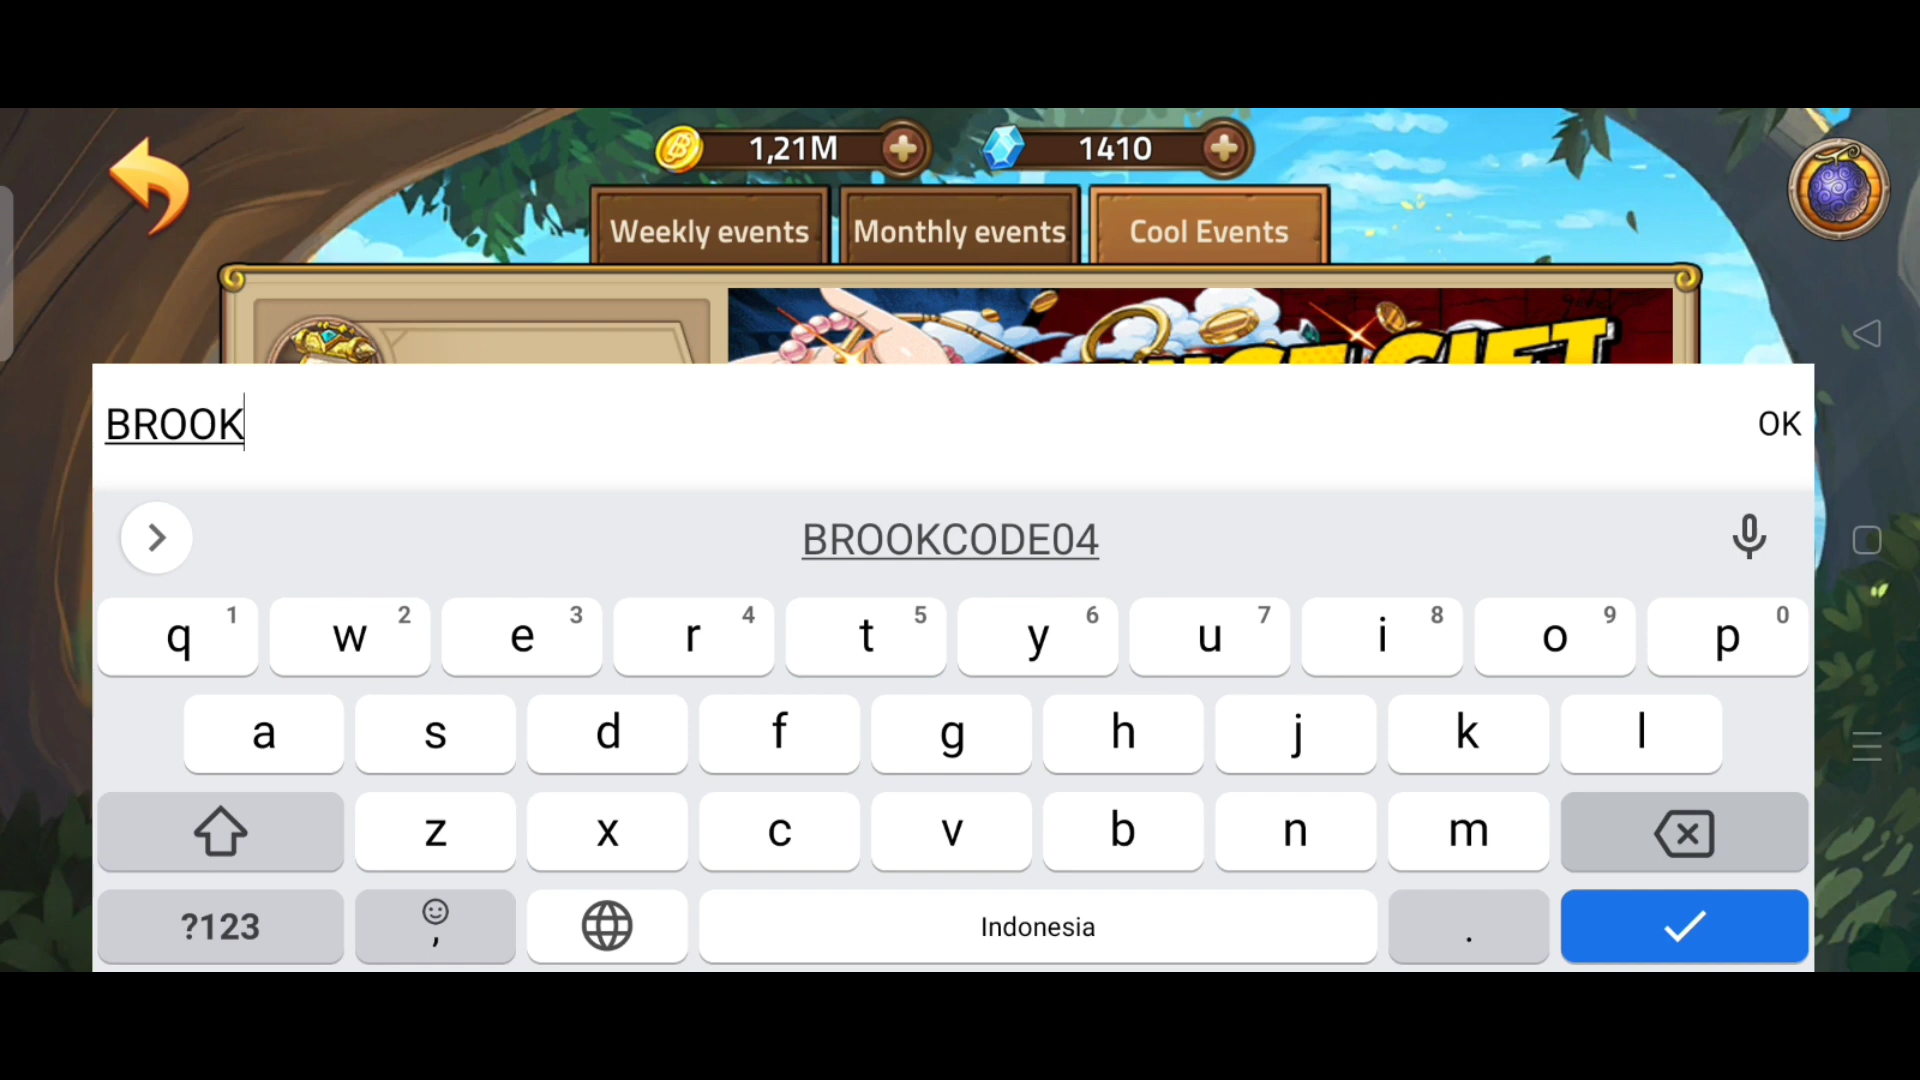 1,21M
1410
Weekly events
Monthly events
Cool Events
GIFT
BROOK
OK
BROOKCODE04
q 1 w 2 e 3 r 4 t 5 y 6 u 7 i 8 o 9 p 0
a s d f g h j k l
z x c v b n m
?123 , Indonesia .